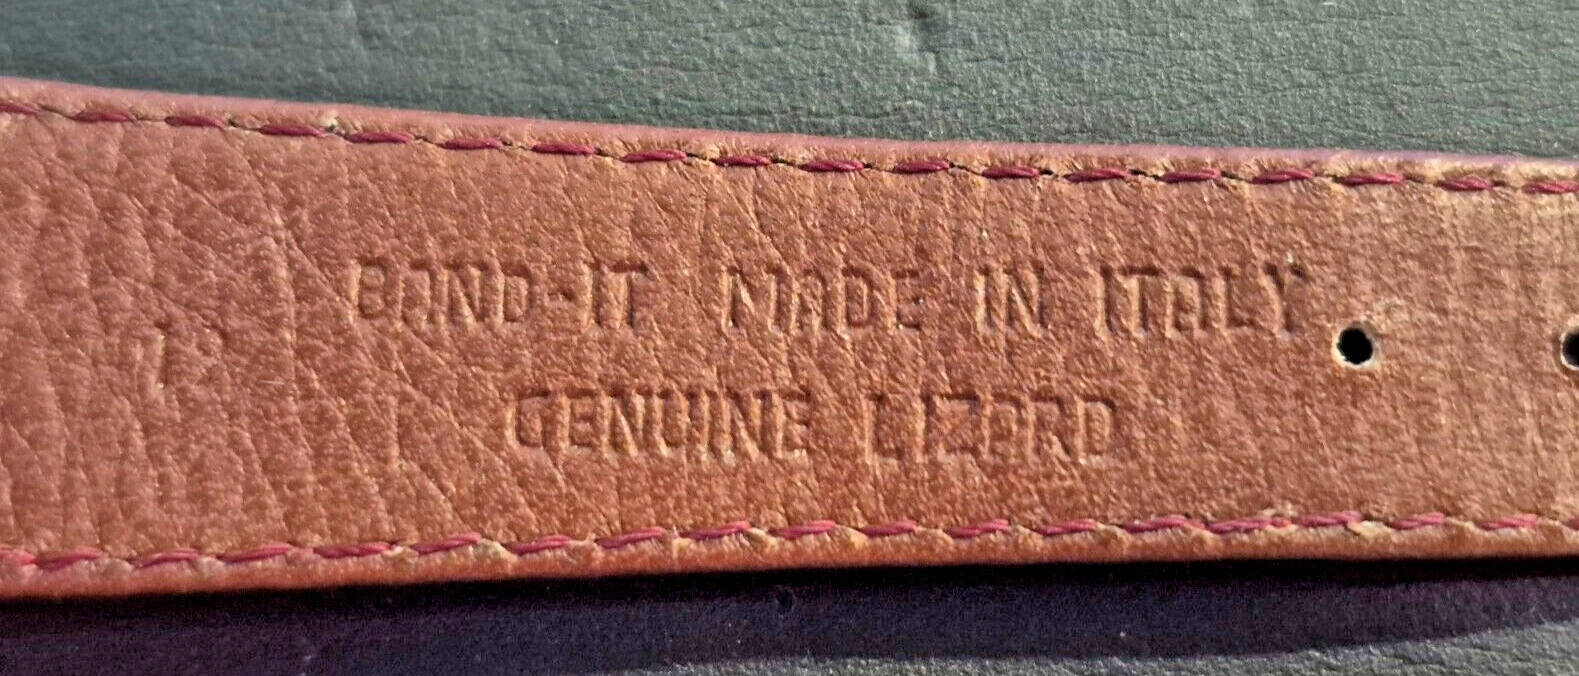 BAND-IT MADE IN ITALY
GENUINE LIZARD